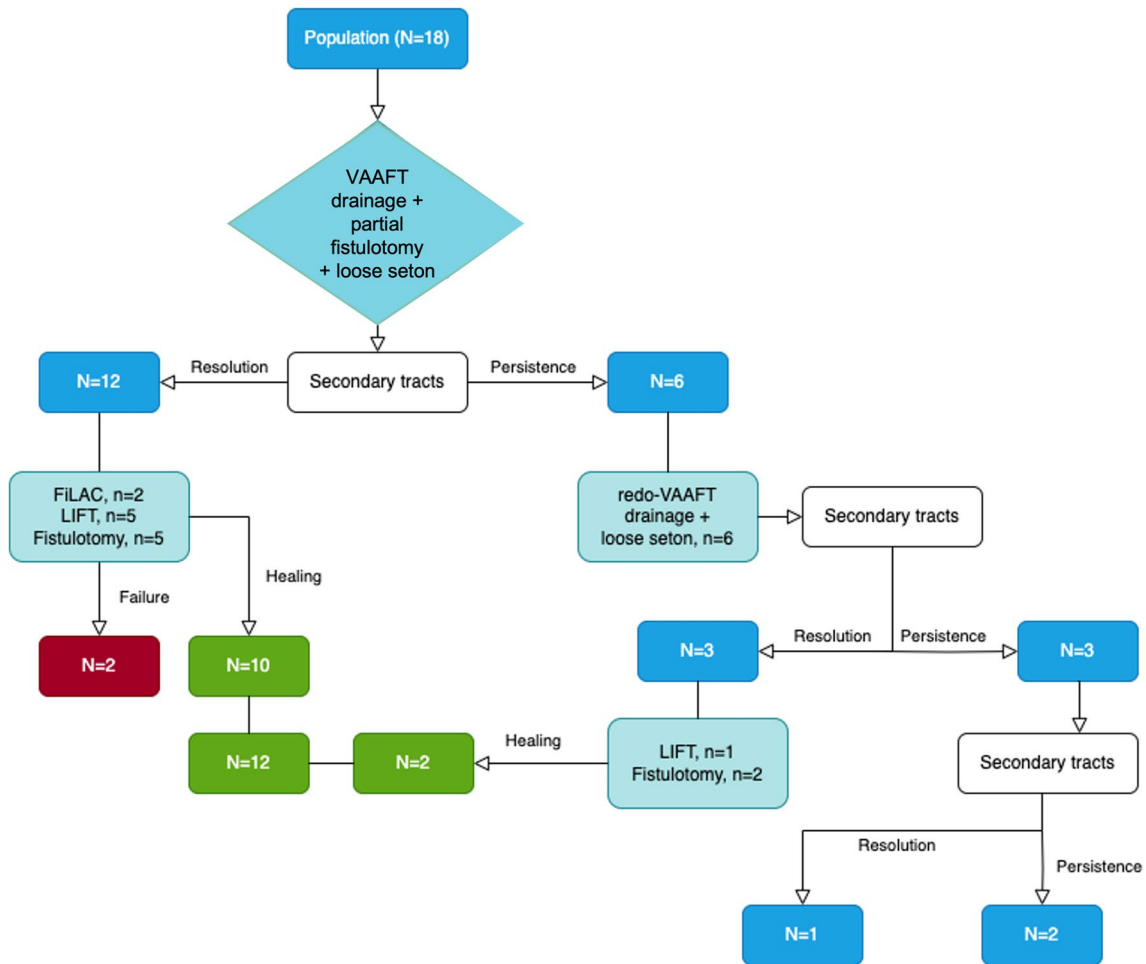 Population (N=18)
VAAFT
drainage +
partial
fistulotomy
+ loose seton
Resolution
Persistence
N=12
Secondary tracts
N=6
FiLAC, n=2
LIFT, n=5
Fistulotomy, n=5
redo-VAAFT
drainage +
loose seton, n=6
Secondary tracts
Healing
Failure
Resolution
Persistence
N=2
N=10
N=3
N=3
Healing
N=12
N=2
LIFT, n=1
Fistulotomy, n=2
Secondary tracts
Resolution
Persistence
N=1
N=2